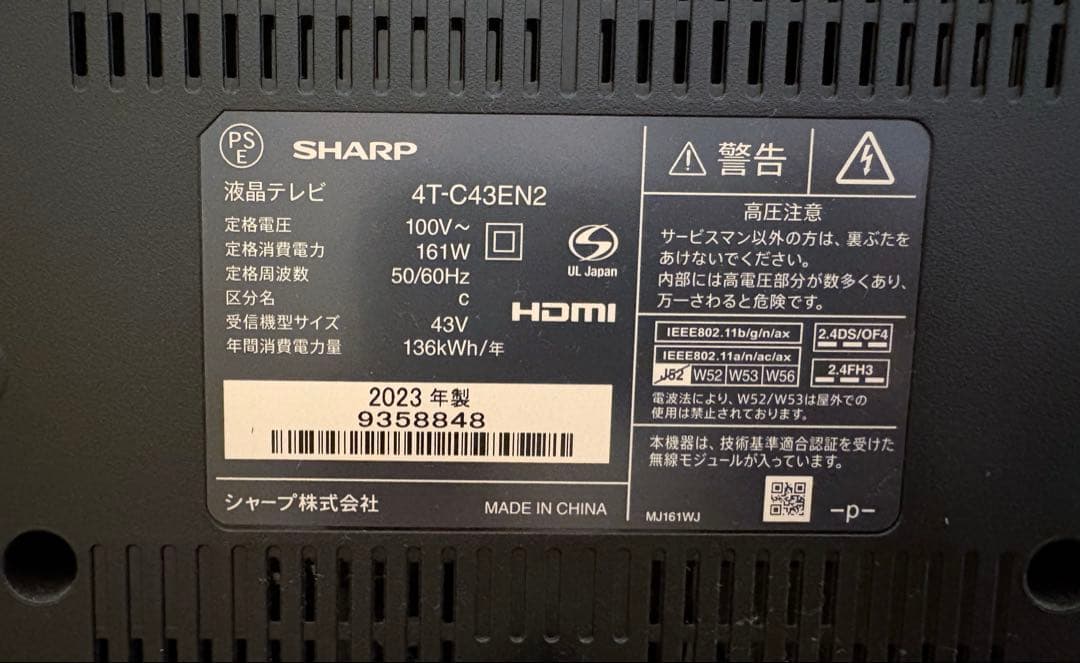 PS
E
SHARP
液晶テレビ 4T-C43EN2
定格電圧 100V～
定格消費電力 161W
定格周波数 50/60Hz
区分名 c
受信機型サイズ 43V
年間消費電力量 136kWh/年
UL Japan
HDMI
2023 年製
9358848
シャープ株式会社 MADE IN CHINA
警告
高圧注意
サービスマン以外の方は、裏ぶたを
あけないでください。
内部には高電圧部分が数多くあり、
万一さわると危険です。
IEEE802.11b/g/n/ax 2.4DS/OF4
IEEE802.11a/n/ac/ax
J52 W52 W53 W56 2.4FH3
電波法により、W52/W53は屋外での
使用は禁止されております。
本機器は、技術基準適合認証を受けた
無線モジュールが入っています。
MJ161WJ -p-